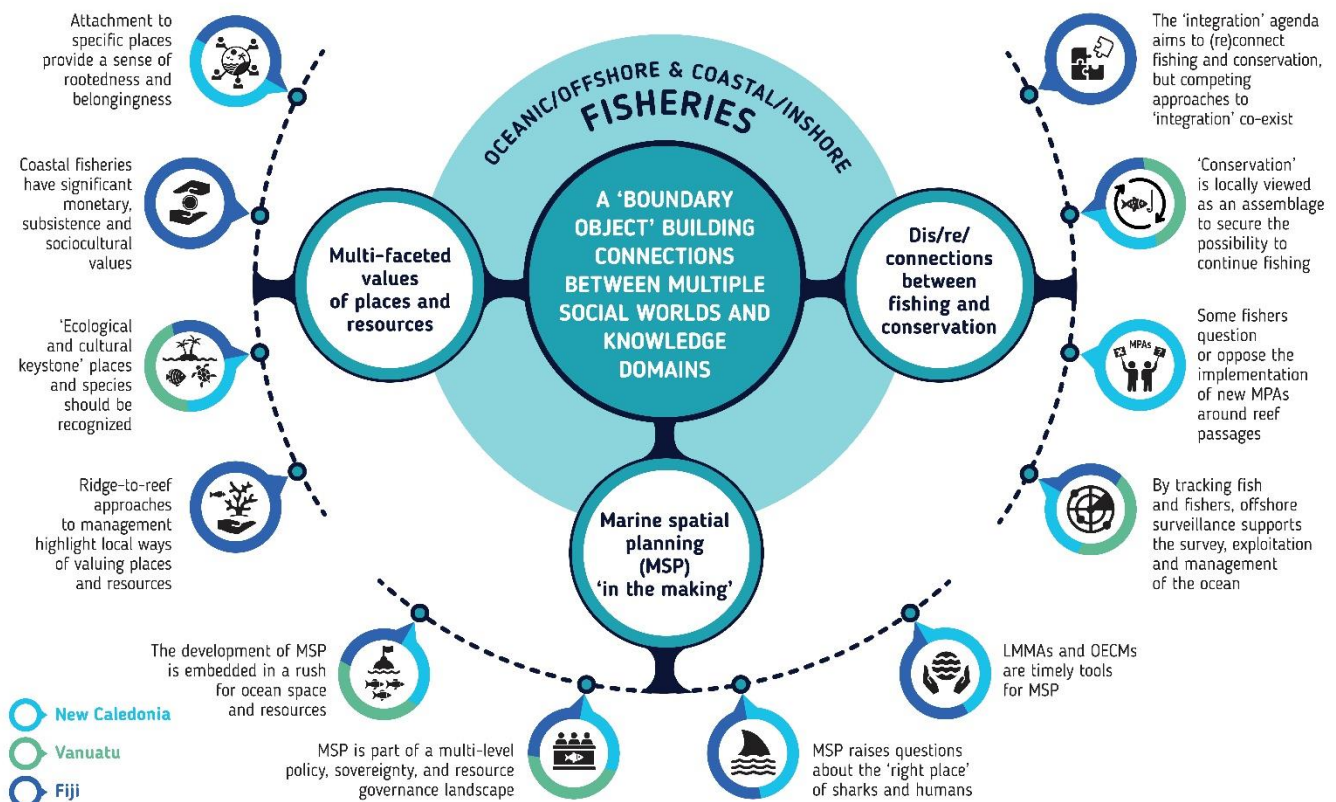 OCEANIC/OFFSHORE & COASTAL/INSHORE
FISHERIES
A ‘BOUNDARY
OBJECT’ BUILDING
CONNECTIONS
BETWEEN MULTIPLE
SOCIAL WORLDS AND
KNOWLEDGE
DOMAINS
Multi-faceted
values
of places and
resources
Attachment to
specific places
provide a sense of
rootedness and
belongingness
Coastal fisheries
have significant
monetary,
subsistence and
sociocultural
values
‘Ecological
and cultural
keystone’ places
and species
should be
recognized
Ridge-to-reef
approaches
to management
highlight local ways
of valuing places
and resources
Marine spatial
planning
(MSP)
‘in the making’
The development of MSP
is embedded in a rush
for ocean space
and resources
MSP is part of a multi-level
policy, sovereignty, and resource
governance landscape
MSP raises questions
about the ‘right place’
of sharks and humans
LMMAs and OECMs
are timely tools
for MSP
Dis/re/
connections
between
fishing and
conservation
The ‘integration’ agenda
aims to (re)connect
fishing and conservation,
but competing
approaches to
‘integration’ co-exist
‘Conservation’
is locally viewed
as an assemblage
to secure the
possibility to
continue fishing
MPAs
?
Some fishers
question
or oppose the
implementation
of new MPAs
around reef
passages
By tracking fish
and fishers, offshore
surveillance supports
the survey, exploitation
and management
of the ocean
New Caledonia
Vanuatu
Fiji